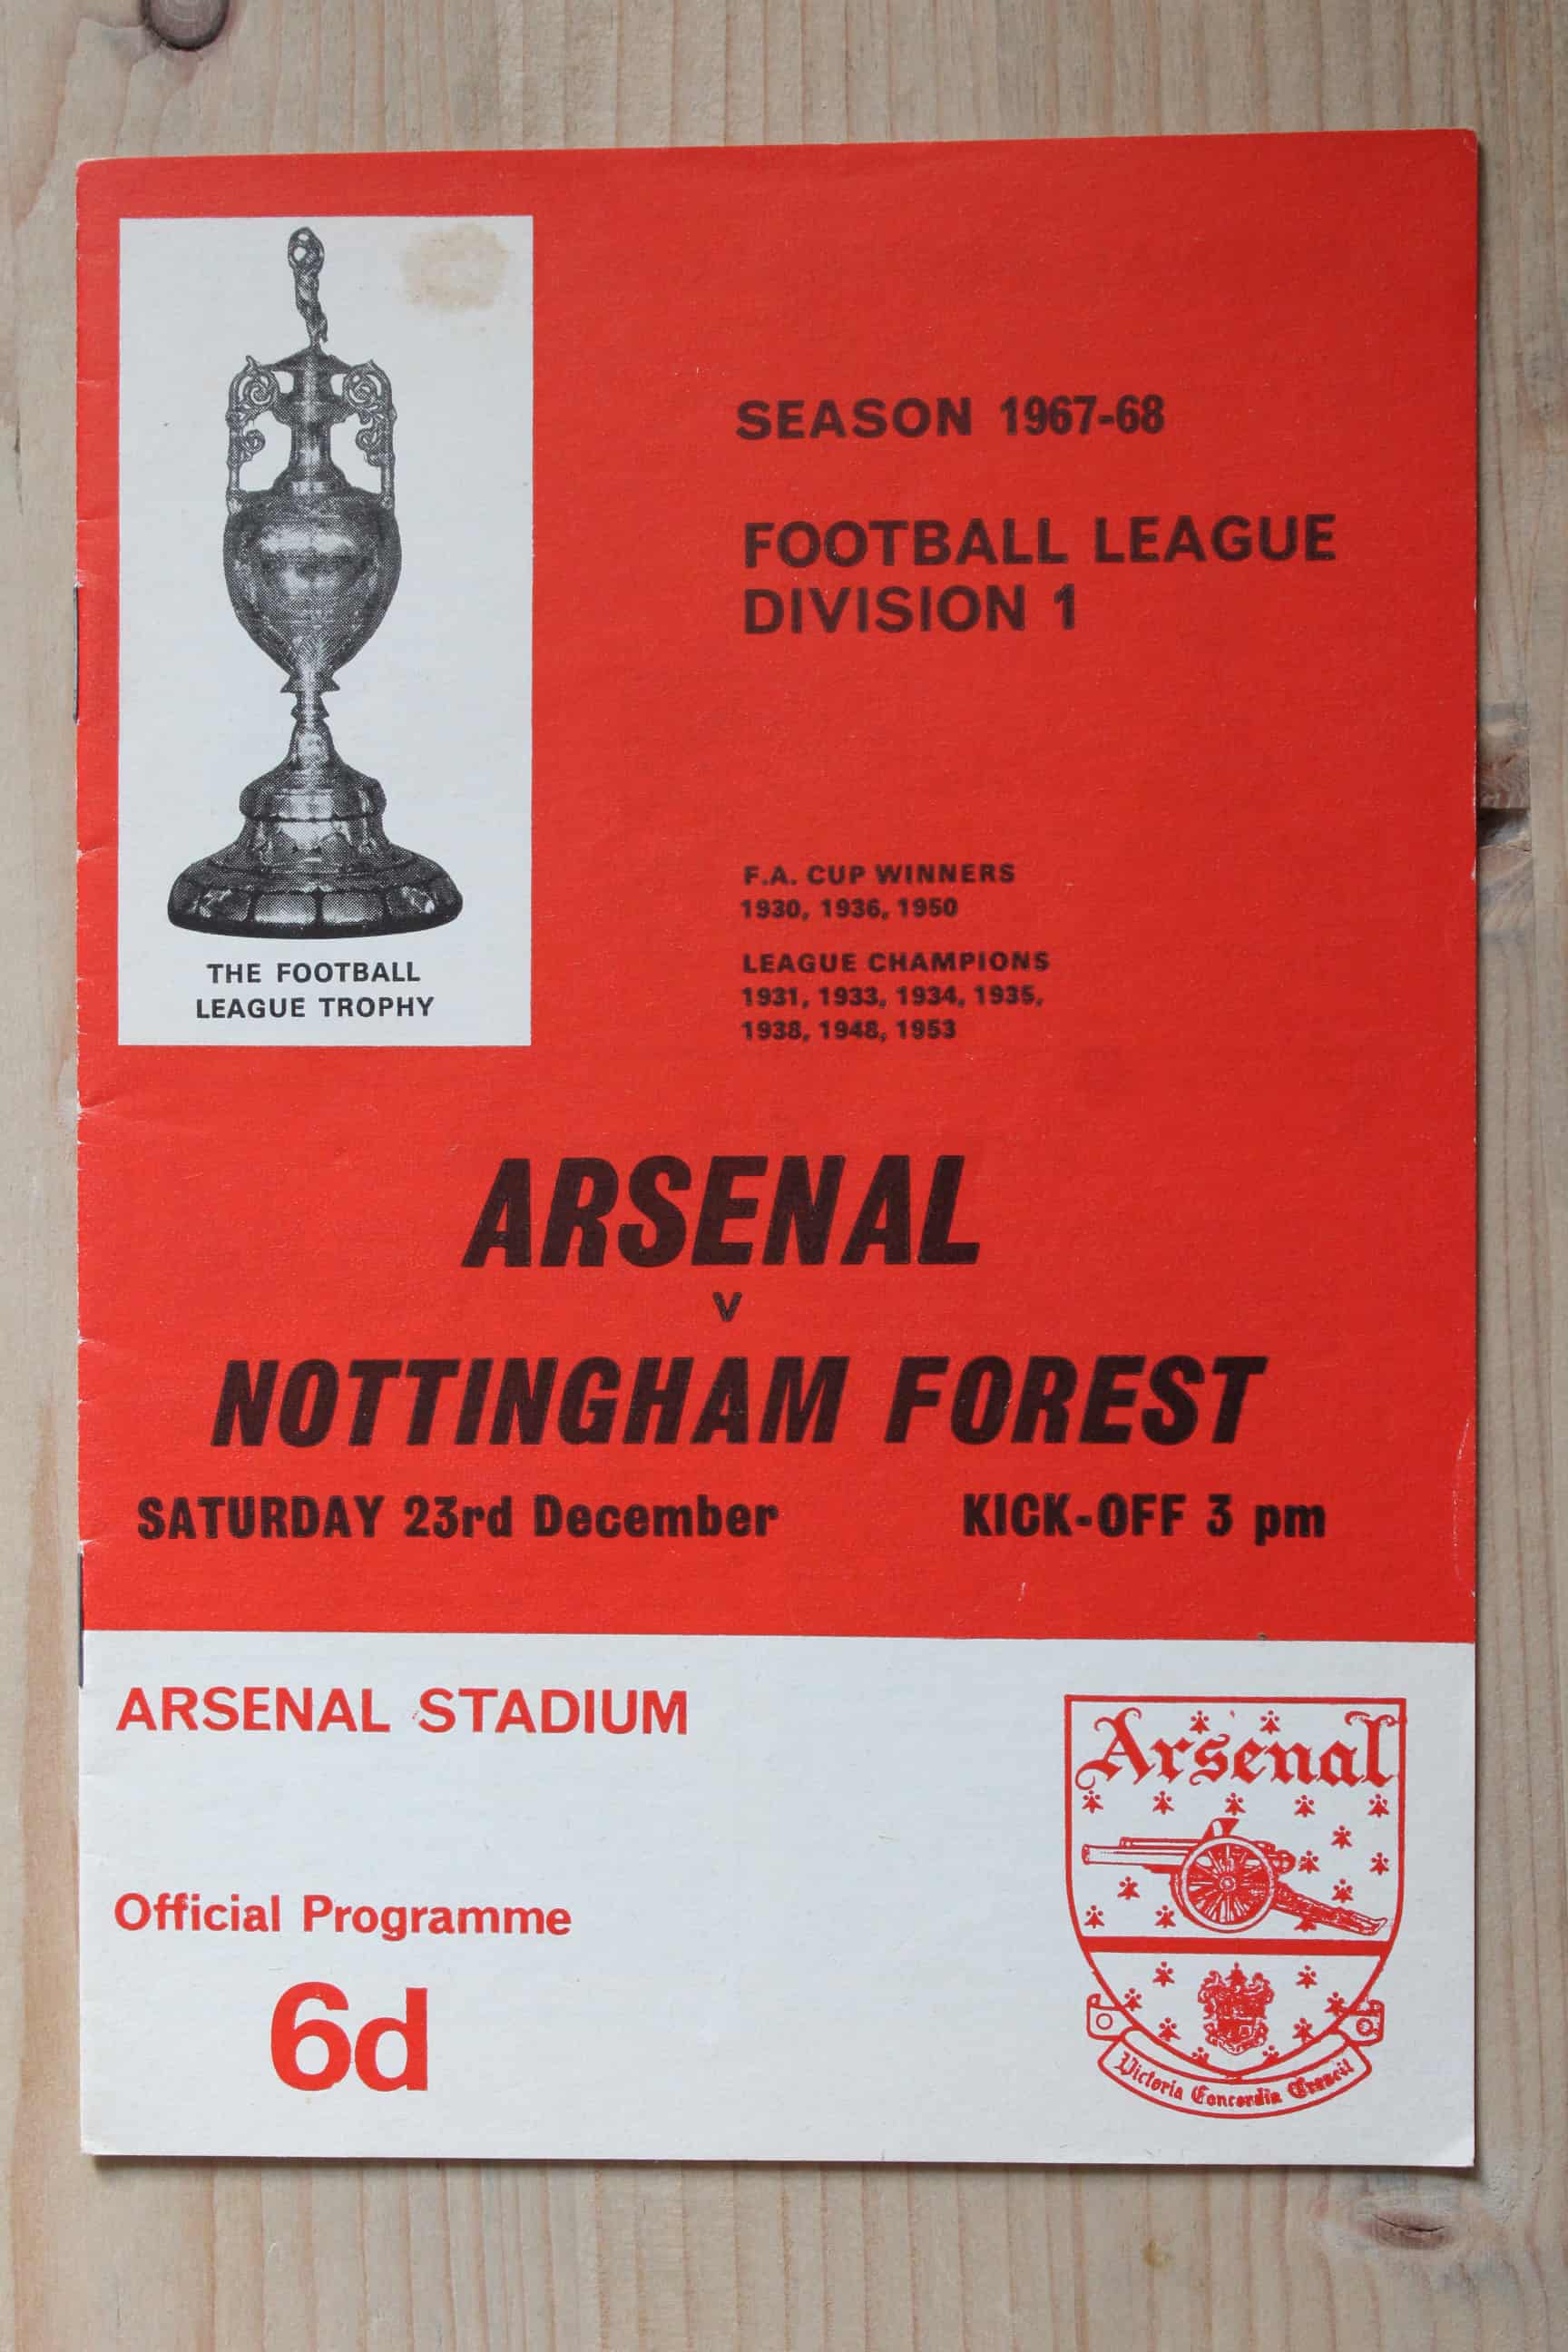 SEASON 1967-68
FOOTBALL LEAGUE
DIVISION 1
F.A. CUP WINNERS
1930, 1936, 1950
LEAGUE CHAMPIONS
1931, 1933, 1934, 1935,
1938, 1948, 1953
THE FOOTBALL
LEAGUE TROPHY
ARSENAL
v
NOTTINGHAM FOREST
SATURDAY 23rd December KICK-OFF 3 pm
ARSENAL STADIUM
Official Programme
6d
Arsenal
Victoria Concordia Crescit